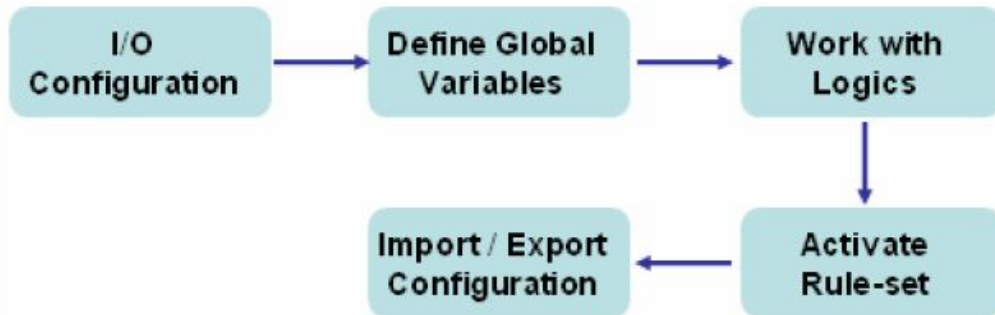 I/O
Configuration
Define Global
Variables
Work with
Logics
Activate
Rule-set
Import / Export
Configuration